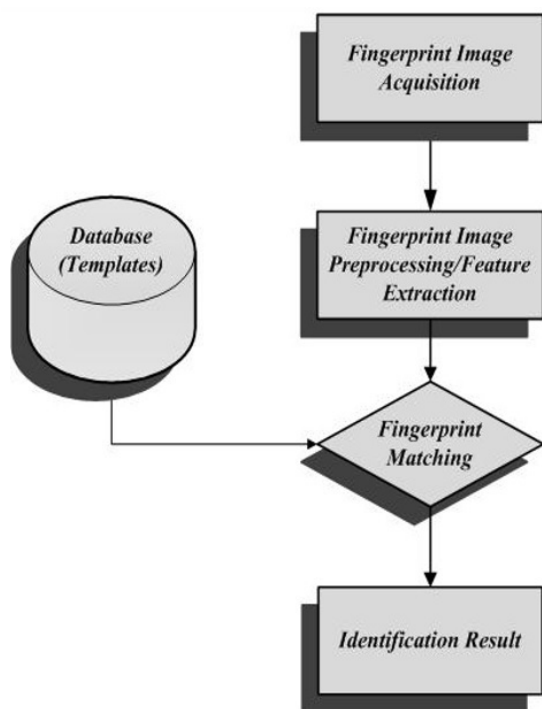 Fingerprint Image
Acquisition
Database
(Templates)
Fingerprint Image
Preprocessing/Feature
Extraction
Fingerprint
Matching
Identification Result